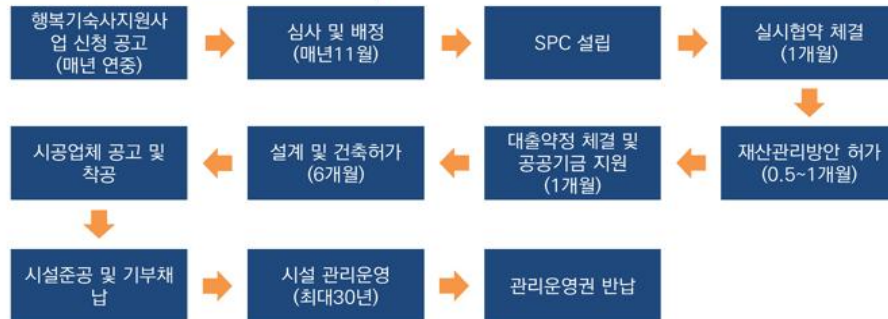 행복기숙사지원사
업 신청 공고
(매년 연중)
심사 및 배정
(매년11월)
SPC 설립
실시협약 체결
(1개월)
재산관리방안 허가
(0.5~1개월)
대출약정 체결 및
공공기금 지원
(1개월)
설계 및 건축허가
(6개월)
시공업체 공고 및
착공
시설준공 및 기부채
납
시설 관리운영
(최대30년)
관리운영권 반납